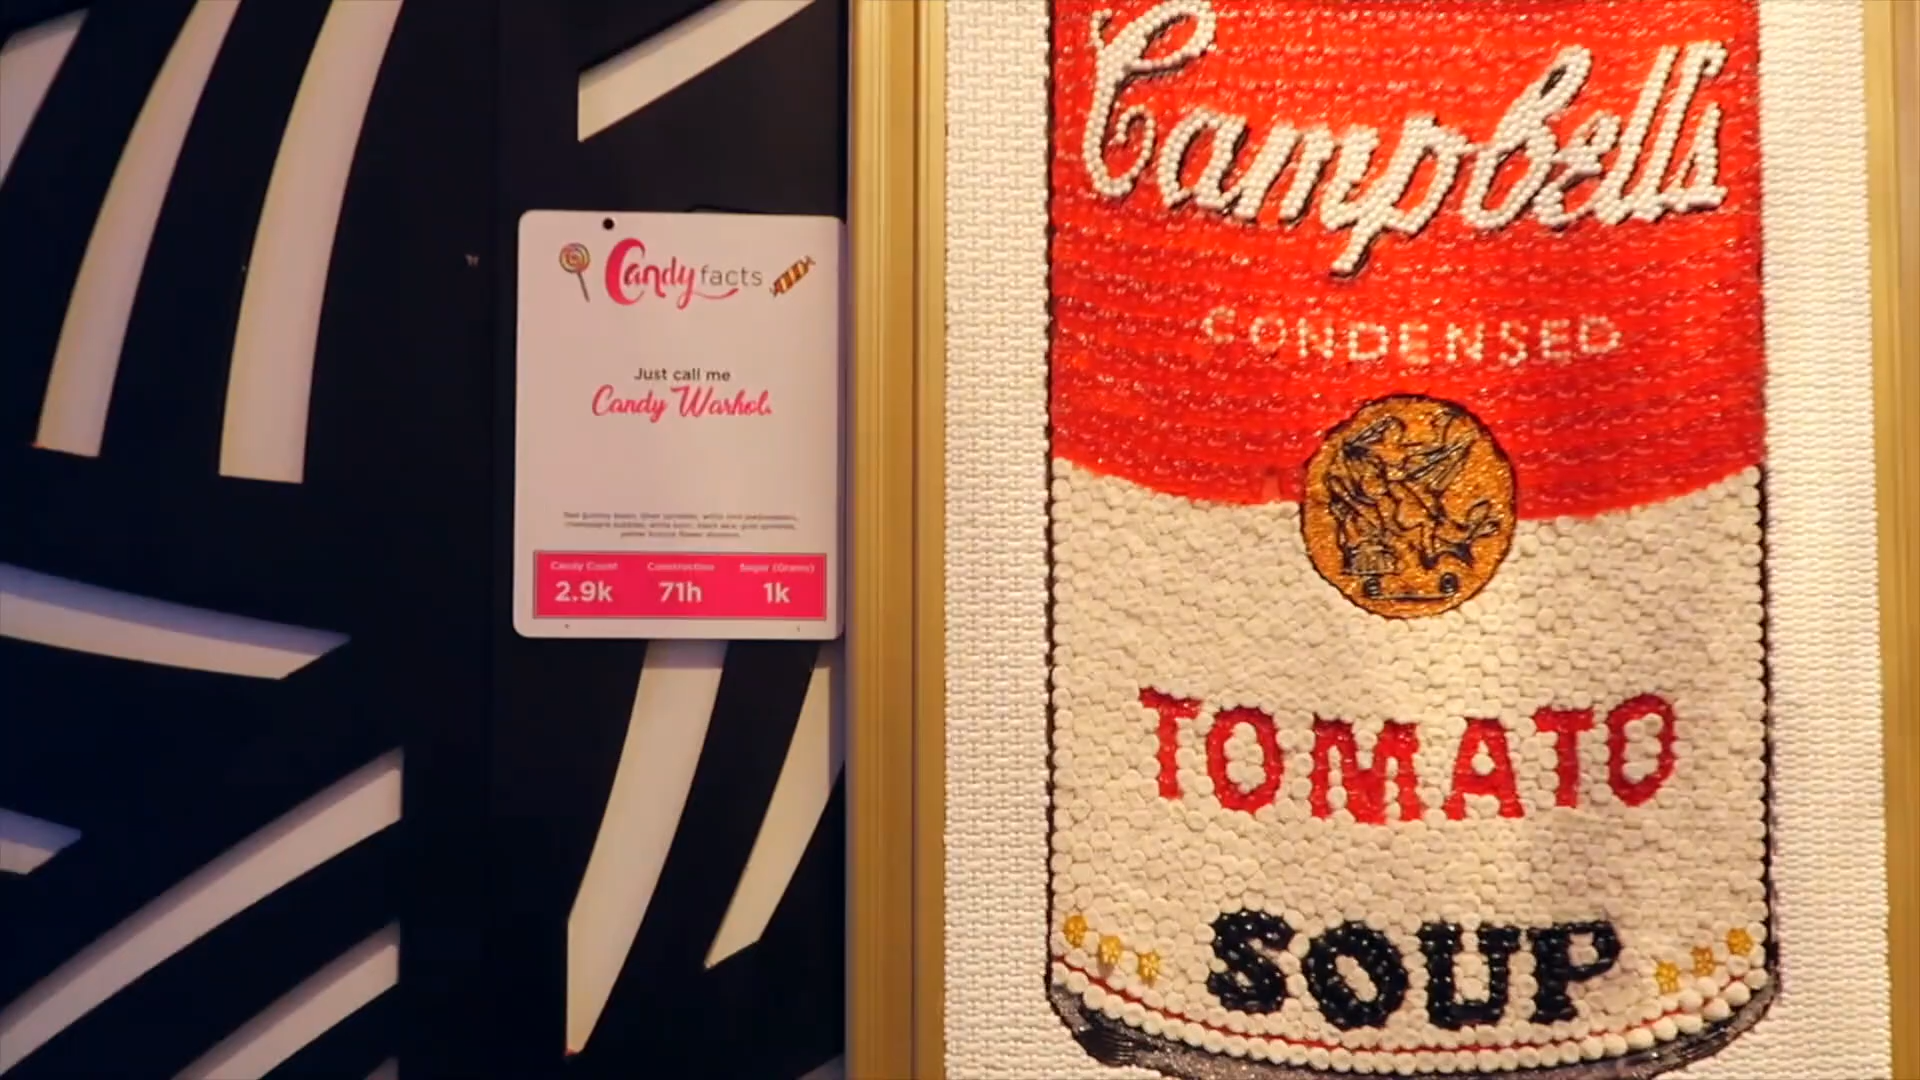 Candy facts
Just call me
Candy Warhol.
Candy Count Construction Sugar (Grams)
2.9k 71h 1k
Campbell's
CONDENSED
TOMATO
SOUP